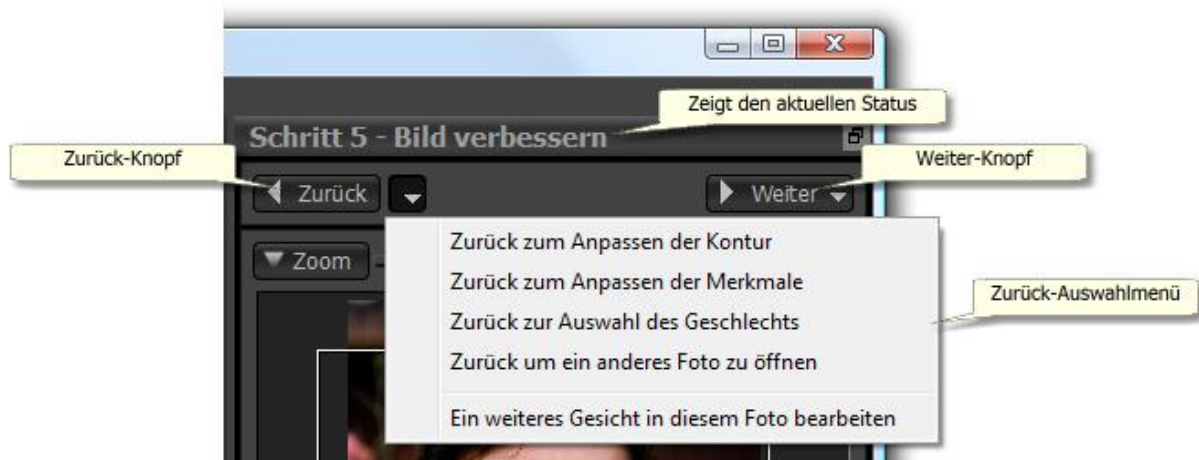 Zeigt den aktuellen Status
Schritt 5 - Bild verbessern
Zurück-Knopf
Weiter-Knopf
Zurück
Weiter
Zurück zum Anpassen der Kontur
Zoom
Zurück zum Anpassen der Merkmale
Zurück-Auswahlmenü
Zurück zur Auswahl des Geschlechts
Zurück um ein anderes Foto zu öffnen
Ein weiteres Gesicht in diesem Foto bearbeiten